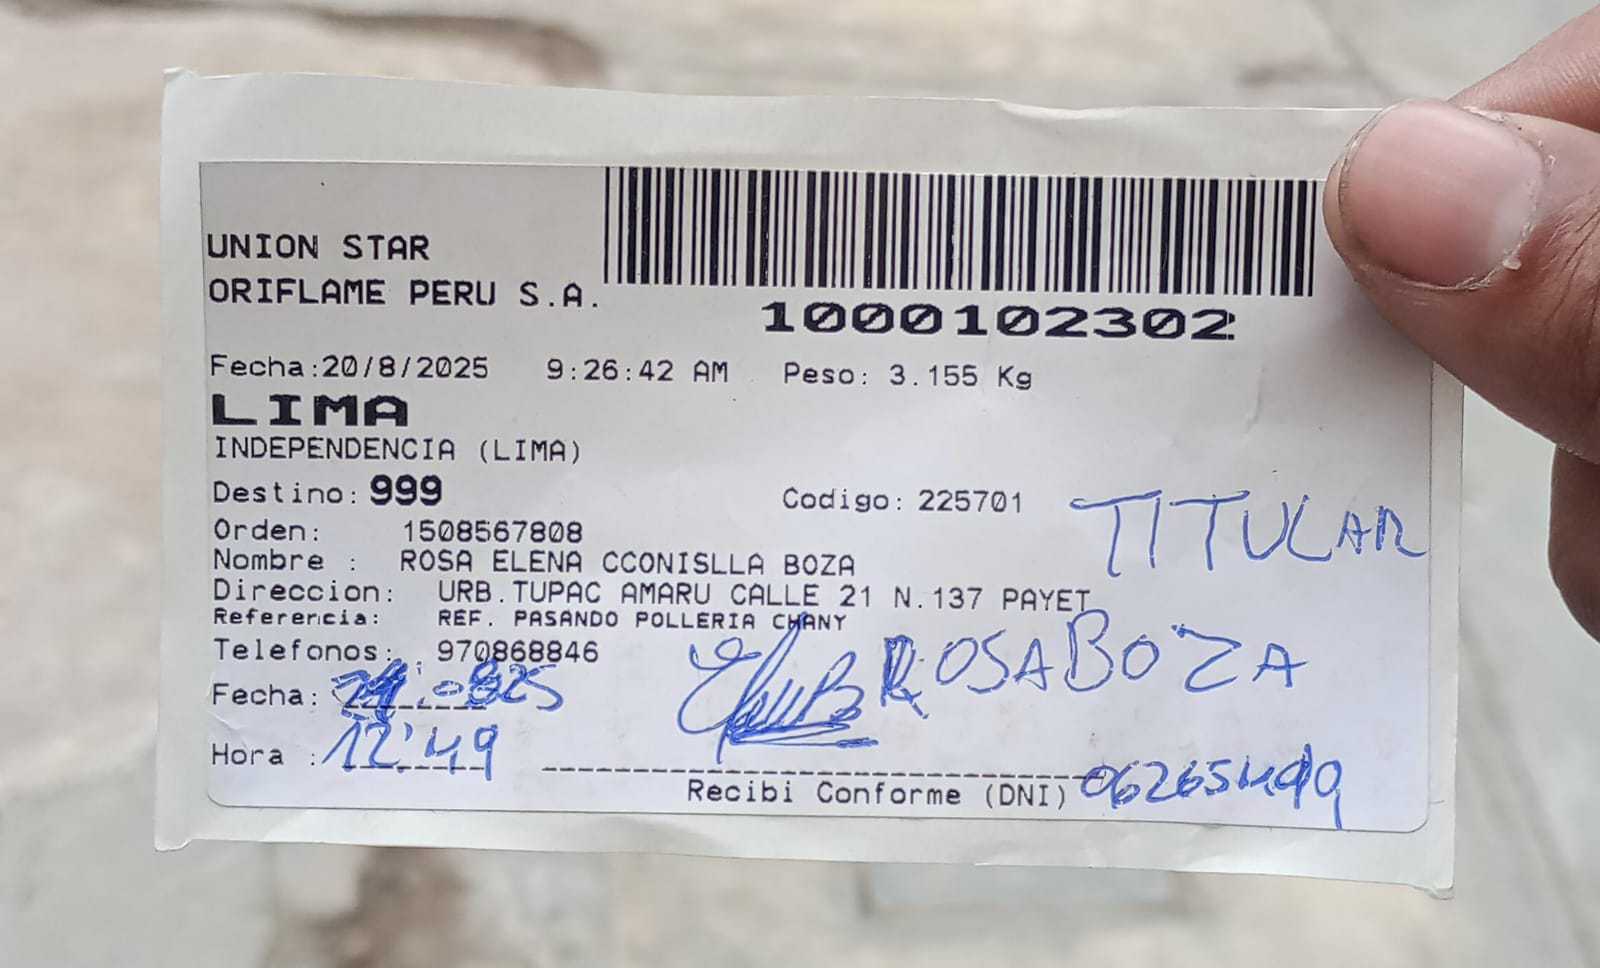 UNION STAR
ORIFLAME PERU S.A.
1000102302
Fecha:20/8/2025 9:26:42 AM Peso: 3.155 Kg
LIMA
INDEPENDENCIA (LIMA)
Destino: 999 Codigo: 225701
TITULAR
Orden: 1508567808
Nombre : ROSA ELENA CCONISLLA BOZA
Direccion: URB.TUPAC AMARU CALLE 21 N.137 PAYET
Referencia: REF. PASANDO POLLERIA CHANY
Telefonos: 970868846
ROSA BOZA
Fecha:
Hora : 12:49
Recibi Conforme (DNI)